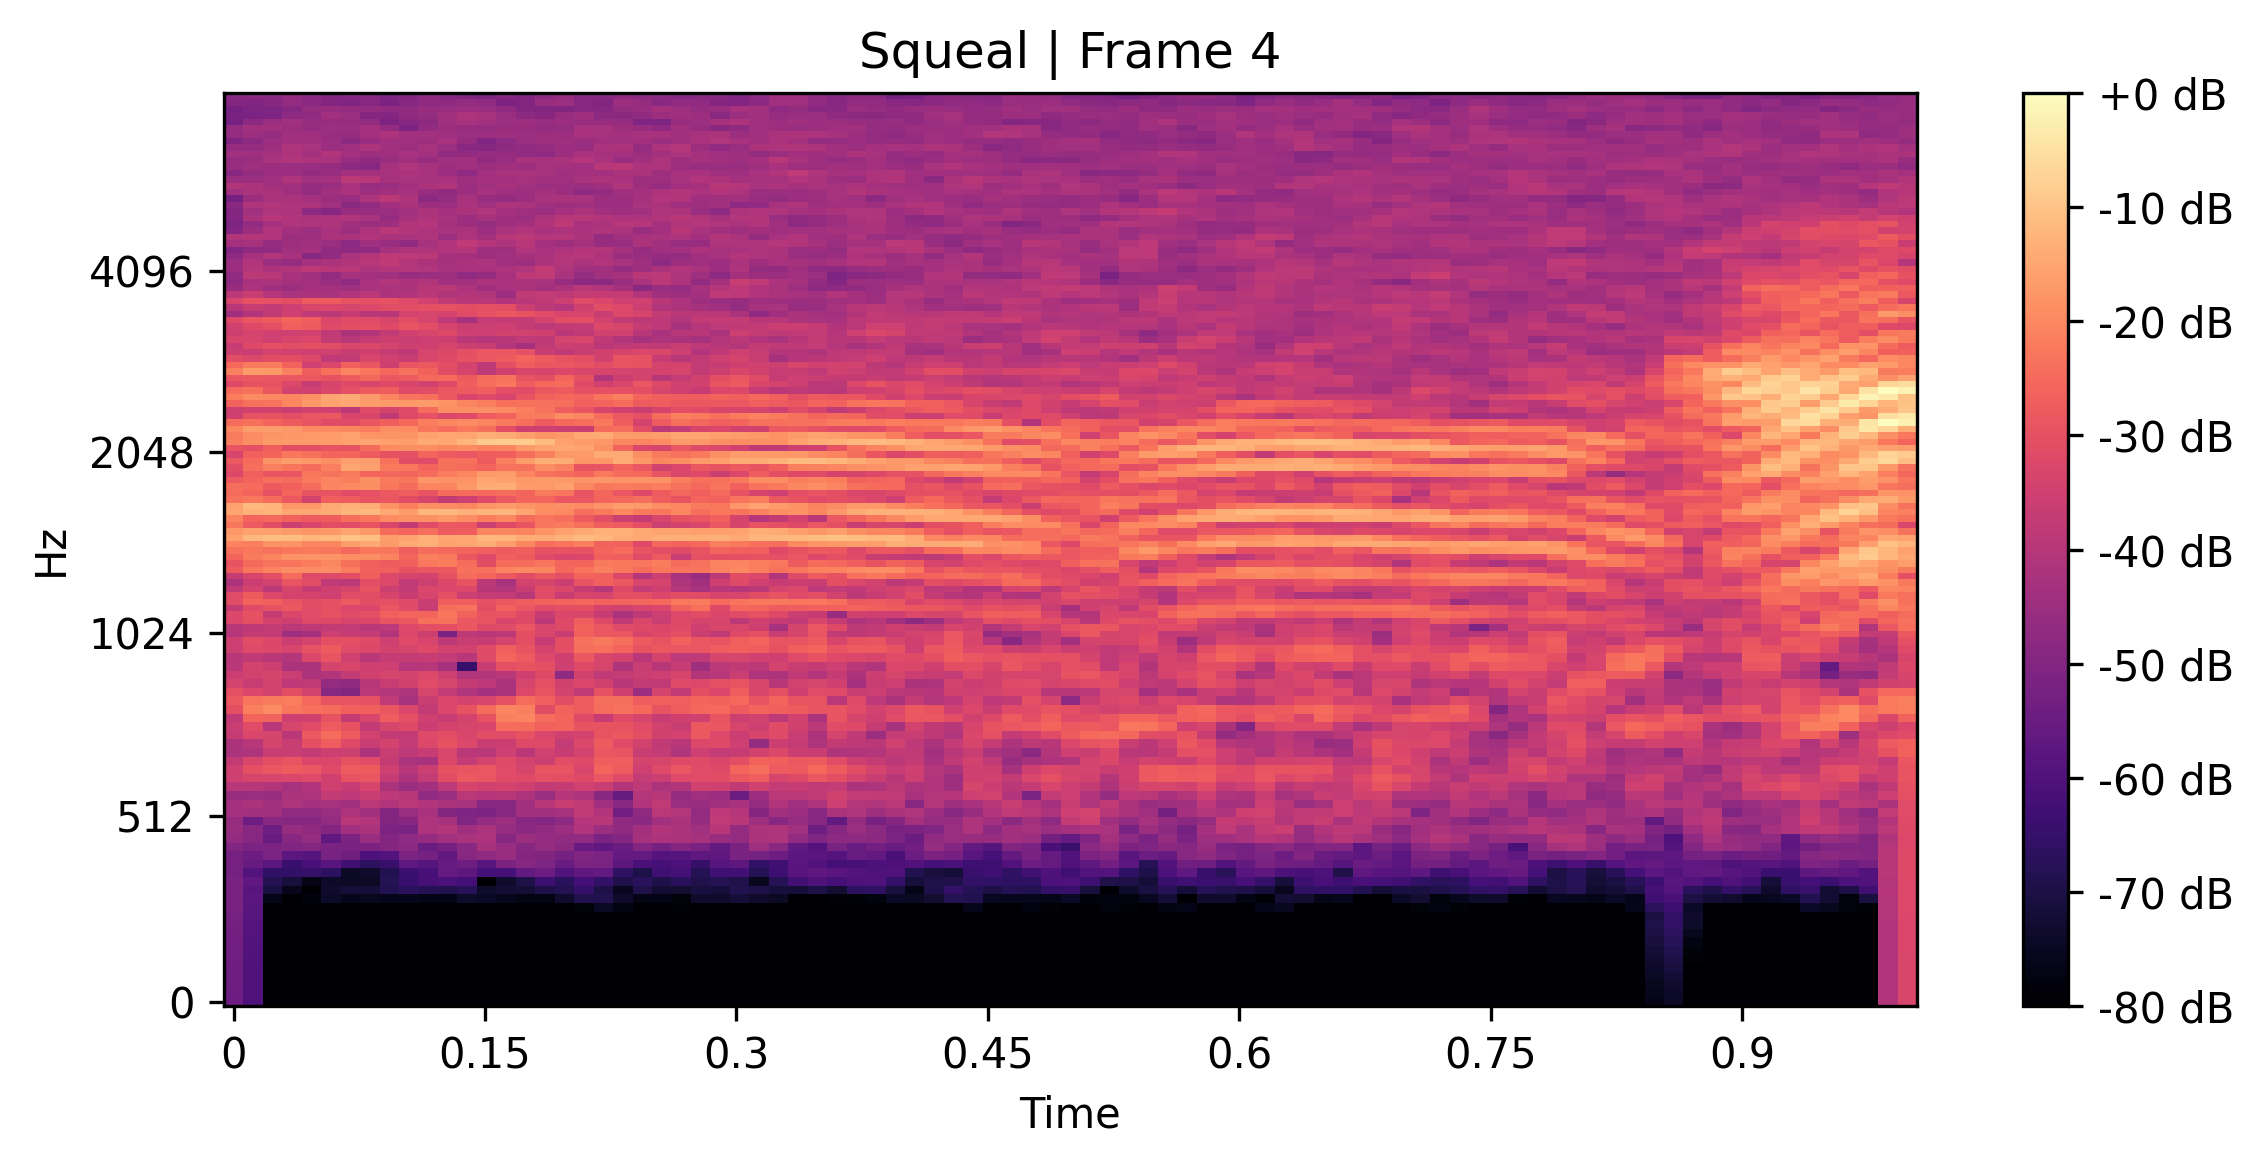 Squeal | Frame 4
+0 dB
-10 dB
-20 dB
-30 dB
-40 dB
-50 dB
-60 dB
-70 dB
-80 dB
4096
2048
1024
512
0
Hz
0 0.15 0.3 0.45 0.6 0.75 0.9
Time